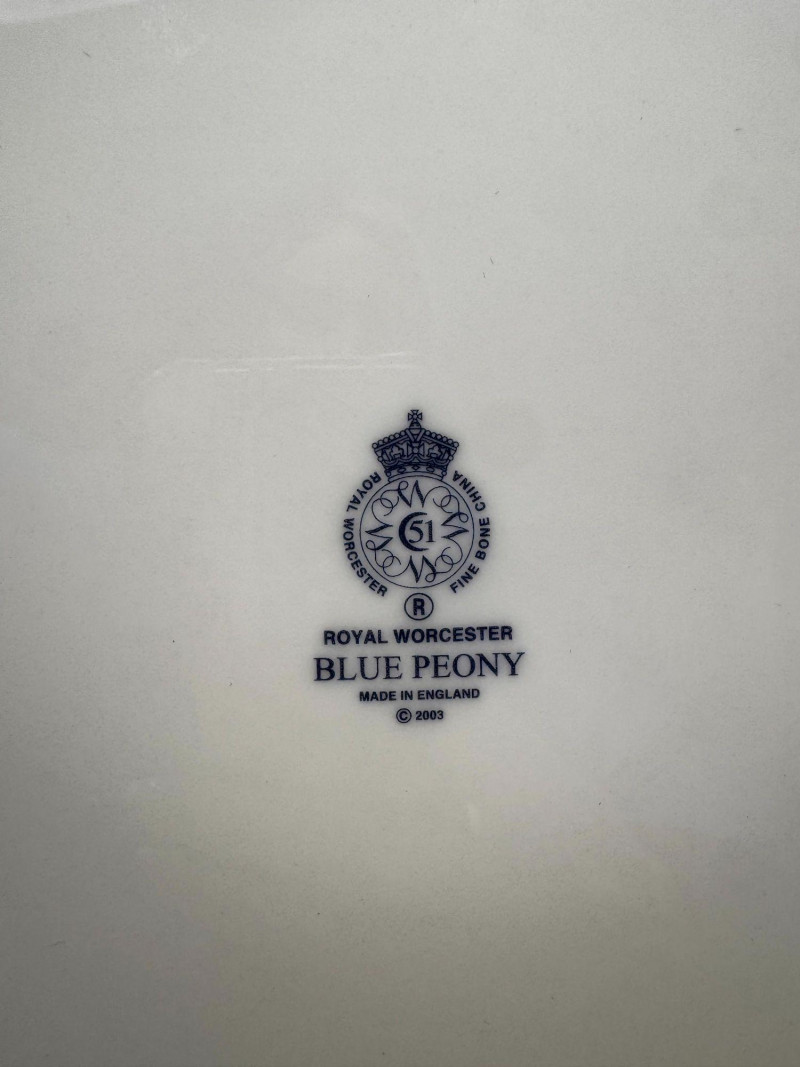 ROYAL WORCESTER
FINE BONE CHINA
51
®
ROYAL WORCESTER
BLUE PEONY
MADE IN ENGLAND
© 2003